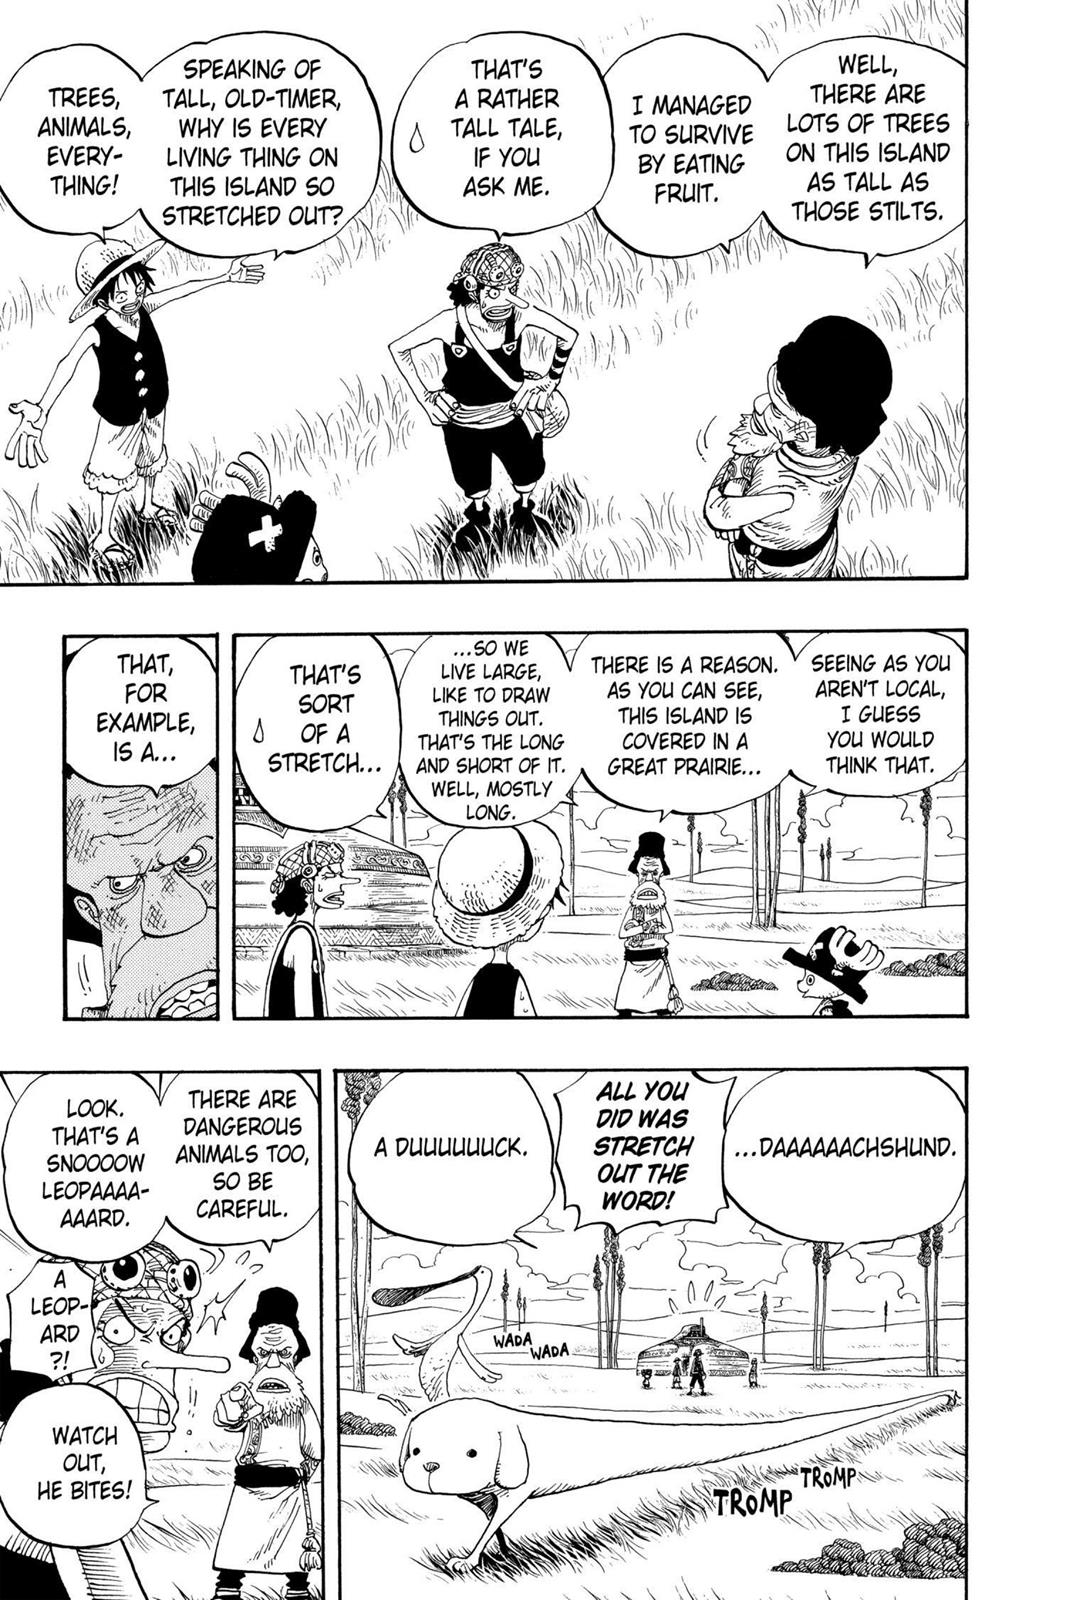 WELL,
THERE ARE
LOTS OF TREES
ON THIS ISLAND
AS TALL AS
THOSE STILTS.
I MANAGED
TO SURVIVE
BY EATING
FRUIT.
THAT'S
A RATHER
TALL TALE,
IF YOU
ASK ME.
SPEAKING OF
TALL, OLD-TIMER,
WHY IS EVERY
LIVING THING ON
THIS ISLAND SO
STRETCHED OUT?
TREES,
ANIMALS,
EVERY-
THING!
SEEING AS YOU
AREN'T LOCAL,
I GUESS
YOU WOULD
THINK THAT.
THERE IS A REASON.
AS YOU CAN SEE,
THIS ISLAND IS
COVERED IN A
GREAT PRAIRIE...
...SO WE
LIVE LARGE,
LIKE TO DRAW
THINGS OUT.
THAT'S THE LONG
AND SHORT OF IT.
WELL, MOSTLY
LONG.
THAT'S
SORT
OF A
STRETCH...
THAT,
FOR
EXAMPLE,
IS A...
...DAAAAAACHSHUND.
ALL YOU
DID WAS
STRETCH
OUT THE
WORD!
A DUUUUUUCK.
WADA
WADA
TROMP
TROMP
THERE ARE
DANGEROUS
ANIMALS TOO,
SO BE
CAREFUL.
LOOK.
THAT'S A
SNOOOOW
LEOPAAAA-
AAARD.
A
LEOP-
ARD
?!
WATCH
OUT,
HE BITES!